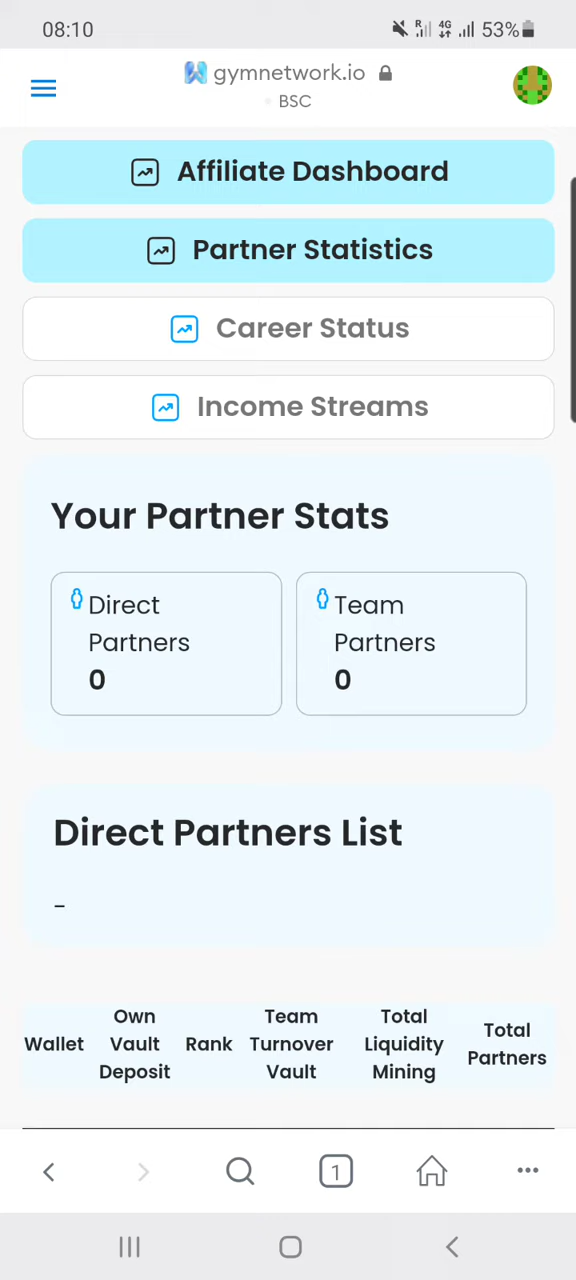 08:10
R 4G 53%
gymnetwork.io
BSC
Affiliate Dashboard
Partner Statistics
Career Status
Income Streams
Your Partner Stats
Direct Partners
0
Team Partners
0
Direct Partners List
-
Wallet
Own Vault Deposit
Rank
Team Turnover Vault
Total Liquidity Mining
Total Partners
1